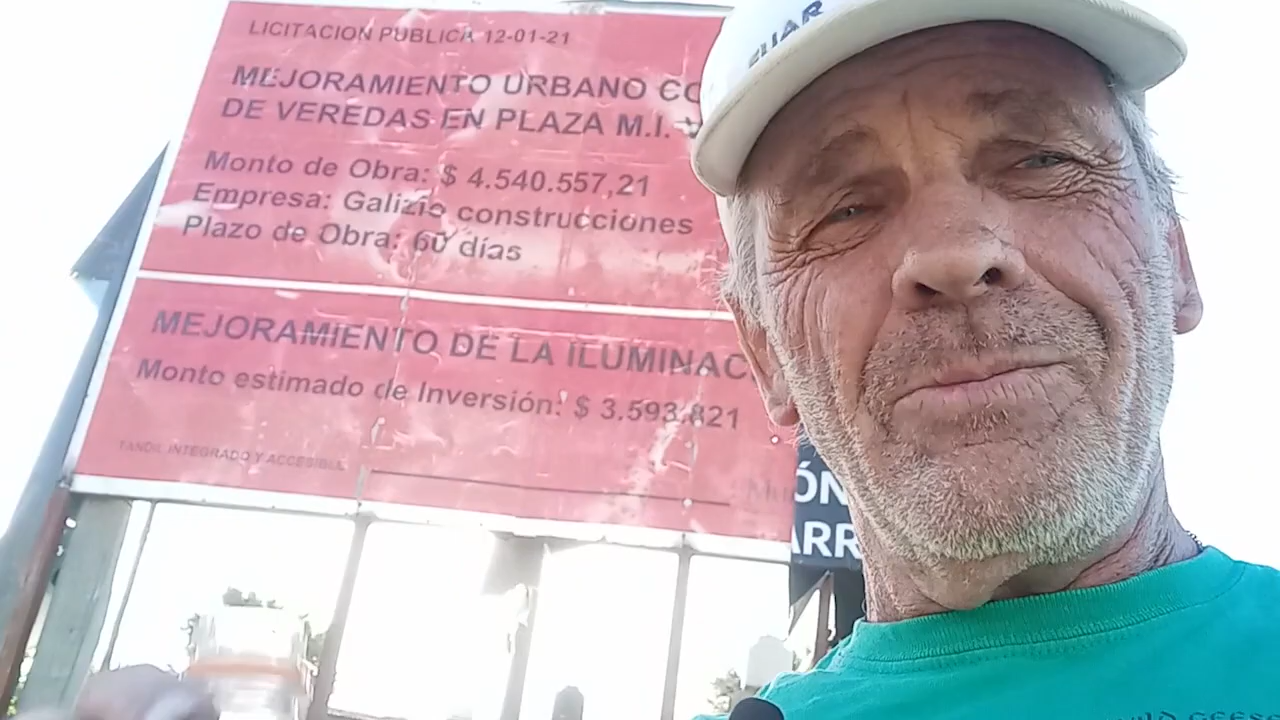 LICITACION PUBLICA 12-01-21
MEJORAMIENTO URBANO
DE VEREDAS EN PLAZA M.I.
Monto de Obra: $ 4.540.557,21
Empresa: Galizio construcciones
Plazo de Obra: 60 días
MEJORAMIENTO DE LA ILUMINAC
Monto estimado de Inversión: $ 3.593.821
TANDIL INTEGRADO Y ACCESIBLE
ÓN
ARR